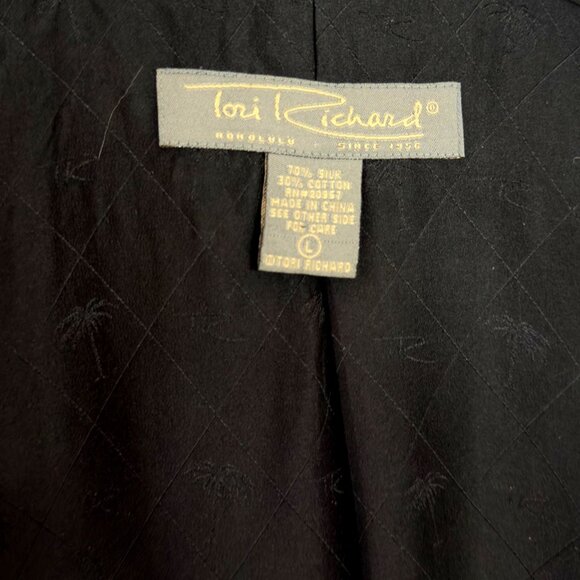 Tori Richard®
HONOLULU SINCE 1956
70% SILK
30% COTTON
RN#20957
MADE IN CHINA
SEE OTHER SIDE
FOR CARE
L
©TORI RICHARD